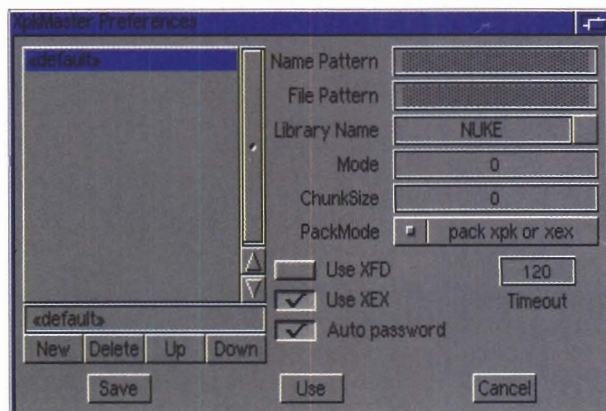 XpkMaster Preferences
«default»
Name Pattern
File Pattern
Library Name NUKE
Mode 0
ChunkSize 0
PackMode pack xpk or xex
Use XFD 120
Use XEX Timeout
Auto password
«default»
New Delete Up Down
Save Use Cancel